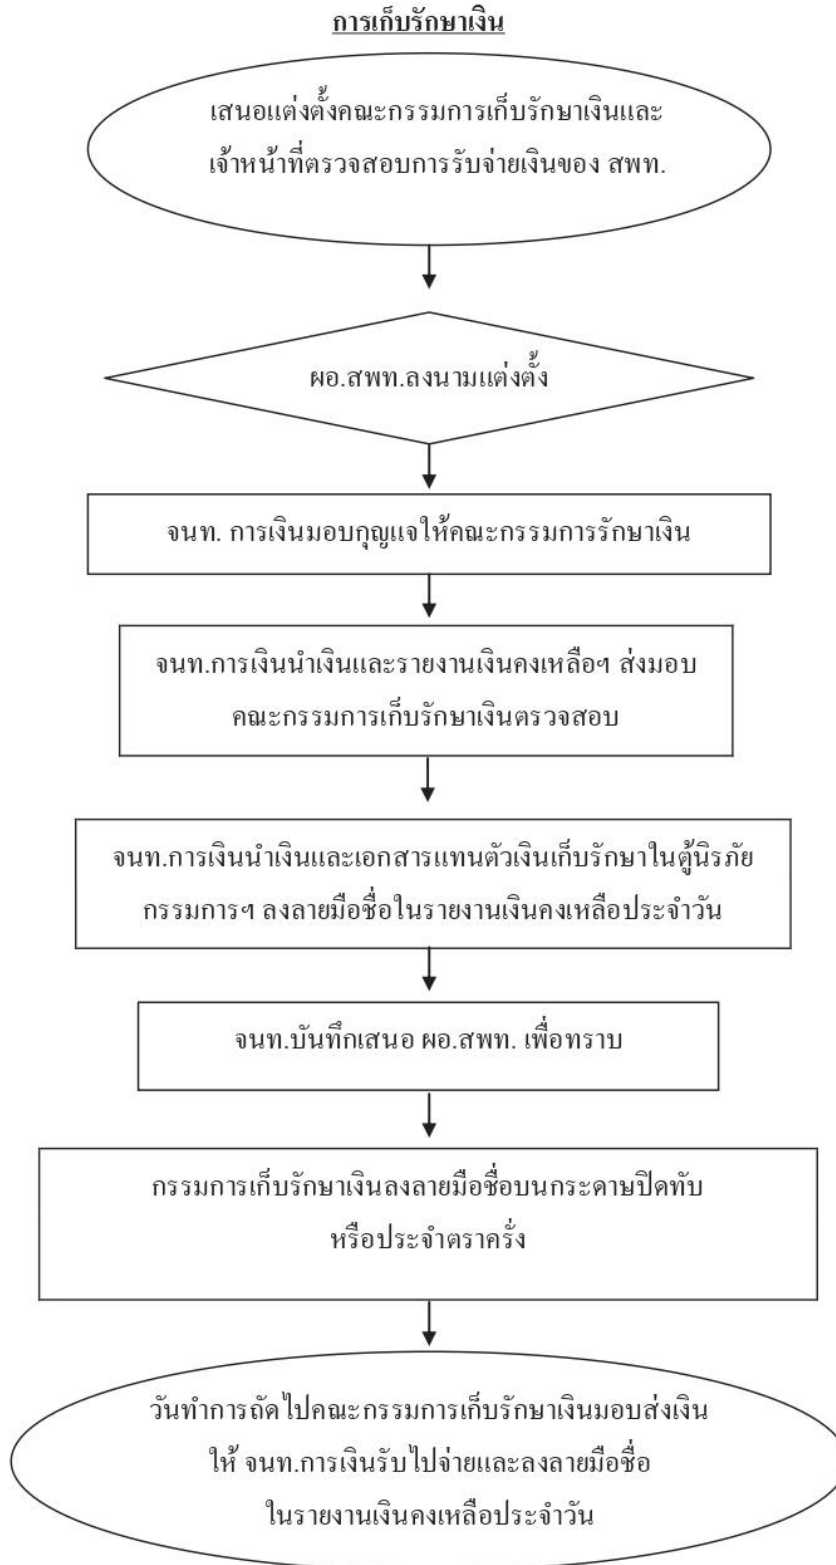 การเก็บรักษาเงิน
เสนอแต่งตั้งคณะกรรมการเก็บรักษาเงินและ
เจ้าหน้าที่ตรวจสอบการรับจ่ายเงินของ สพท.
ผอ.สพท.ลงนามแต่งตั้ง
จนท. การเงินมอบกุญแจให้คณะกรรมการรักษาเงิน
จนท.การเงินนำเงินและรายงานเงินคงเหลือฯ ส่งมอบ
คณะกรรมการเก็บรักษาเงินตรวจสอบ
จนท.การเงินนำเงินและเอกสารแทนตัวเงินเก็บรักษาในตู้นิรภัย
กรรมการฯ ลงลายมือชื่อในรายงานเงินคงเหลือประจำวัน
จนท.บันทึกเสนอ ผอ.สพท. เพื่อทราบ
กรรมการเก็บรักษาเงินลงลายมือชื่อบนกระดาษปิดทับ
หรือประจำตราครั่ง
วันทำการถัดไปคณะกรรมการเก็บรักษาเงินมอบส่งเงิน
ให้ จนท.การเงินรับไปจ่ายและลงลายมือชื่อ
ในรายงานเงินคงเหลือประจำวัน